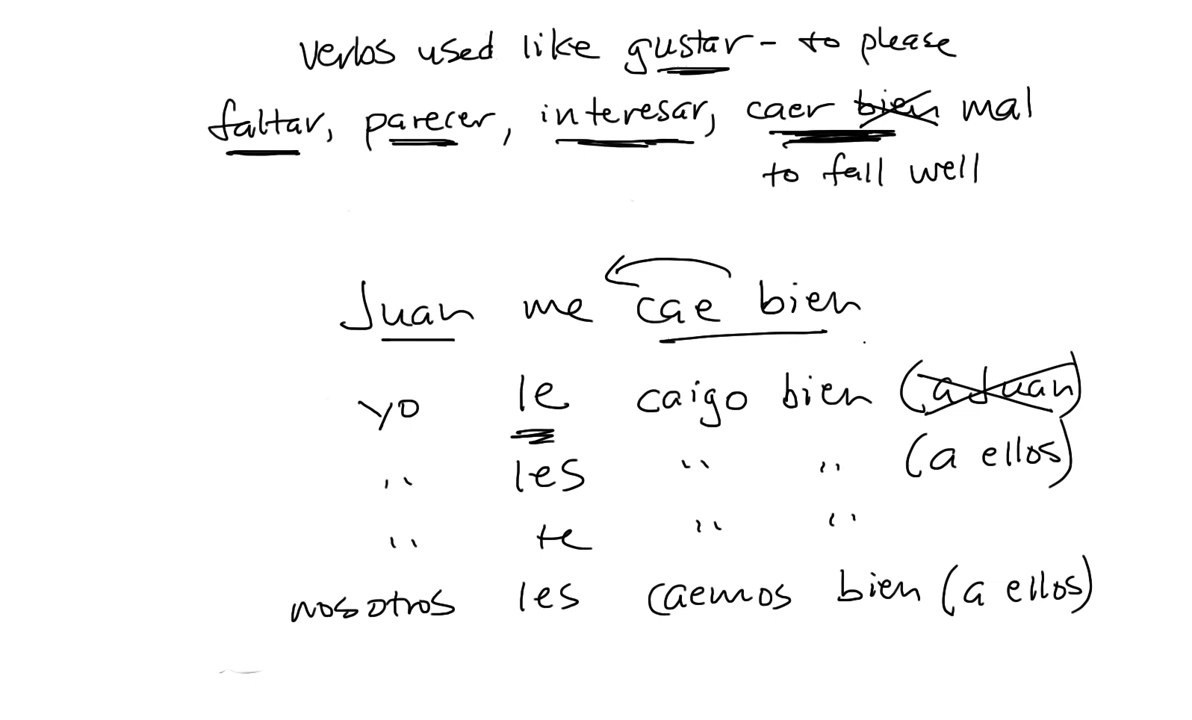 Verbs used like gustar - to please
faltar, parecer, interesar, caer bien mal
to fall well
Juan me cae bien
yo le caigo bien (a Juan)
" les " " (a ellos)
" te " "
nosotros les caemos bien (a ellos)